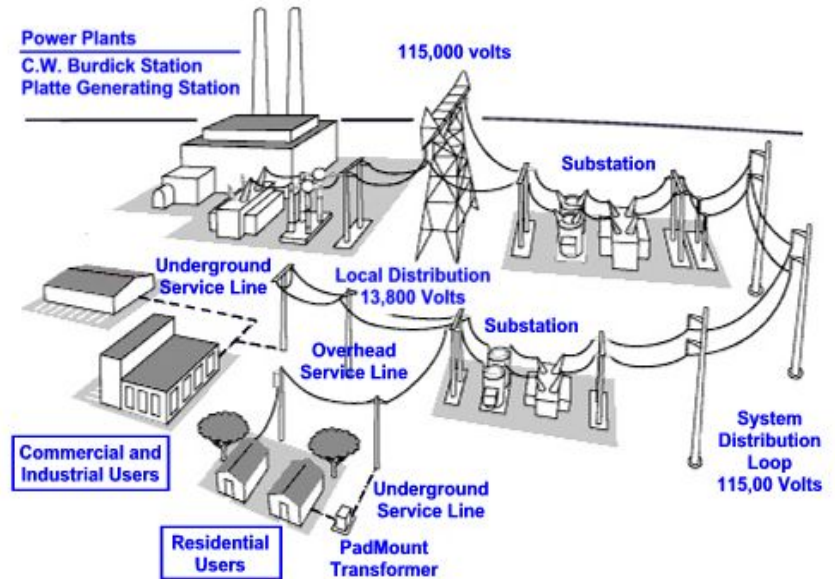 Power Plants
C.W. Burdick Station
Platte Generating Station
115,000 volts
Substation
Underground
Service Line
Local Distribution
13,800 Volts
Substation
Overhead
Service Line
System
Distribution
Loop
115,00 Volts
Commercial and
Industrial Users
Underground
Service Line
Residential
Users
PadMount
Transformer